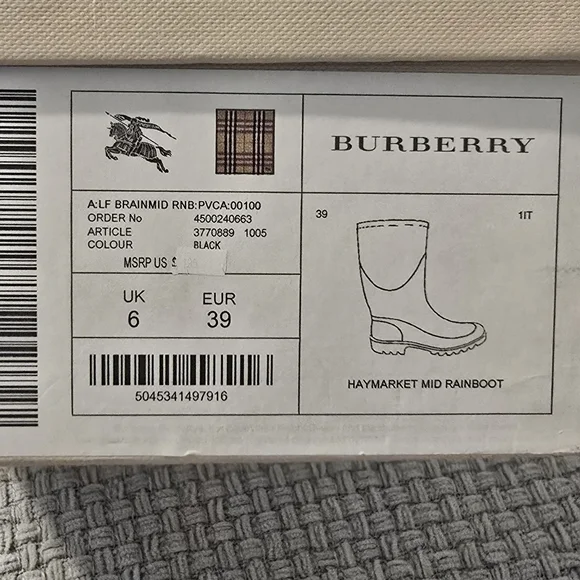 BURBERRY
A:LF BRAINMID RNB:PVCA:00100
ORDER No 4500240663
ARTICLE 3770889 1005
COLOUR BLACK
MSRP US $
UK EUR
6 39
5045341497916
39 1IT
HAYMARKET MID RAINBOOT